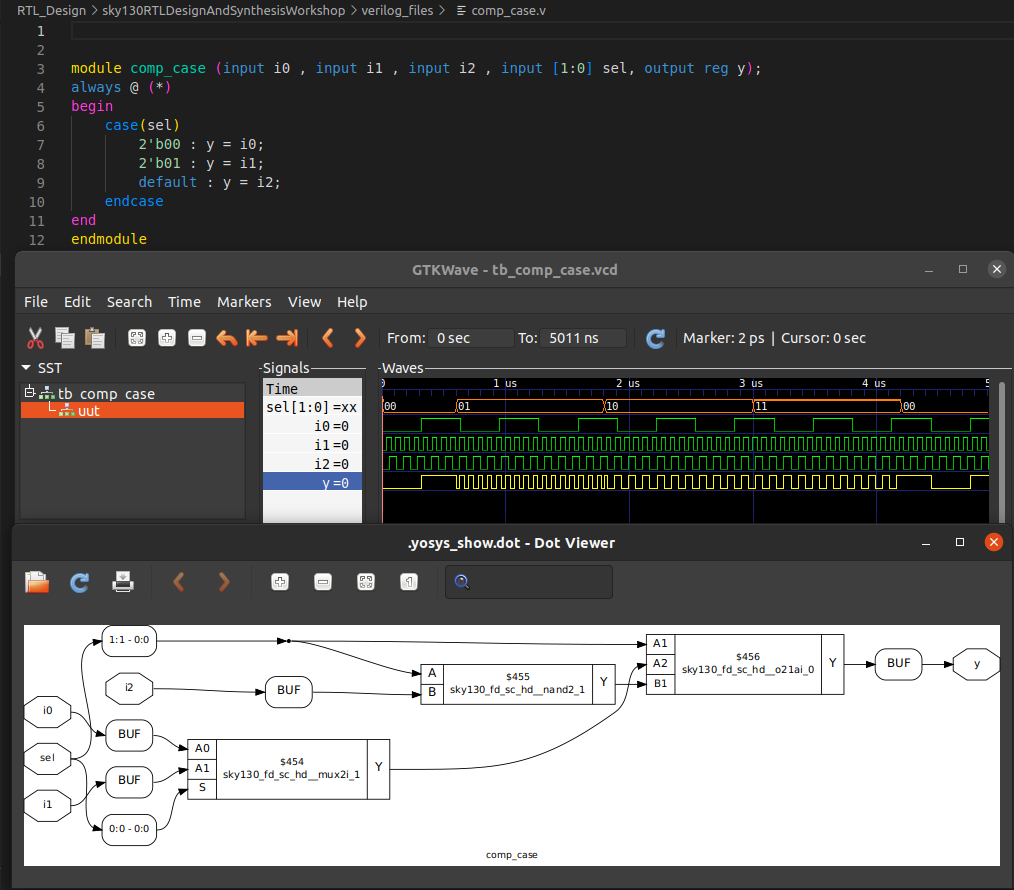 RTL_Design > sky130RTLDesignAndSynthesisWorkshop > verilog_files > comp_case.v
1
2
3 module comp_case (input i0 , input i1 , input i2 , input [1:0] sel, output reg y);
4 always @ (*)
5 begin
6 case(sel)
7 2'b00 : y = i0;
8 2'b01 : y = i1;
9 default : y = i2;
10 endcase
11 end
12 endmodule
GTKWave - tb_comp_case.vcd
File Edit Search Time Markers View Help
From: 0 sec To: 5011 ns Marker: 2 ps | Cursor: 0 sec
SST
tb_comp_case
uut
Signals
Time
sel[1:0] =xx
i0 =0
i1 =0
i2 =0
y =0
Waves
0 1 us 2 us 3 us 4 us 5
00 01 10 11 00
.yosys_show.dot - Dot Viewer
1
1:1 - 0:0
i2
BUF
i0
BUF
sel
i1
BUF
0:0 - 0:0
A0
A1
S
$454
sky130_fd_sc_hd__mux2i_1
Y
A
B
$455
sky130_fd_sc_hd__nand2_1
Y
A1
A2
B1
$456
sky130_fd_sc_hd__o21ai_0
Y
BUF
y
comp_case